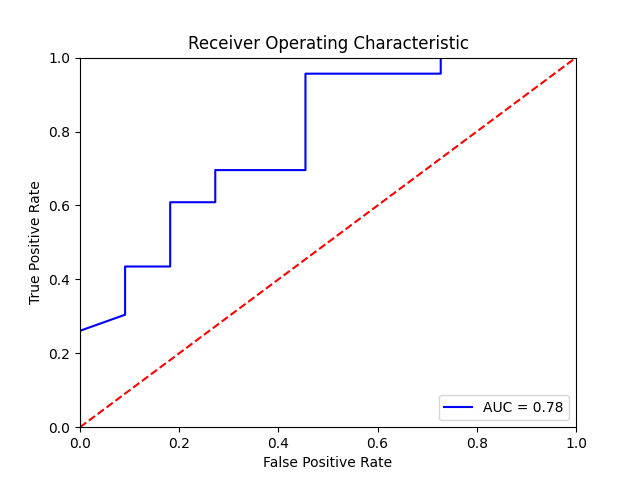 Receiver Operating Characteristic
1.0
0.8
0.6
0.4
0.2
0.0
True Positive Rate
AUC = 0.78
0.0 0.2 0.4 0.6 0.8 1.0
False Positive Rate